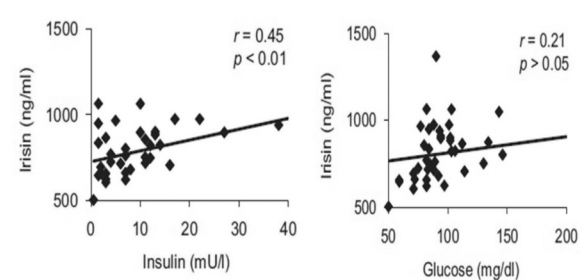 1500
1000
500
0
10
20
30
40
Irisin (ng/ml)
Insulin (mU/l)
r = 0.45
p < 0.01
1500
1000
500
50
100
150
200
Irisin (ng/ml)
Glucose (mg/dl)
r = 0.21
p > 0.05